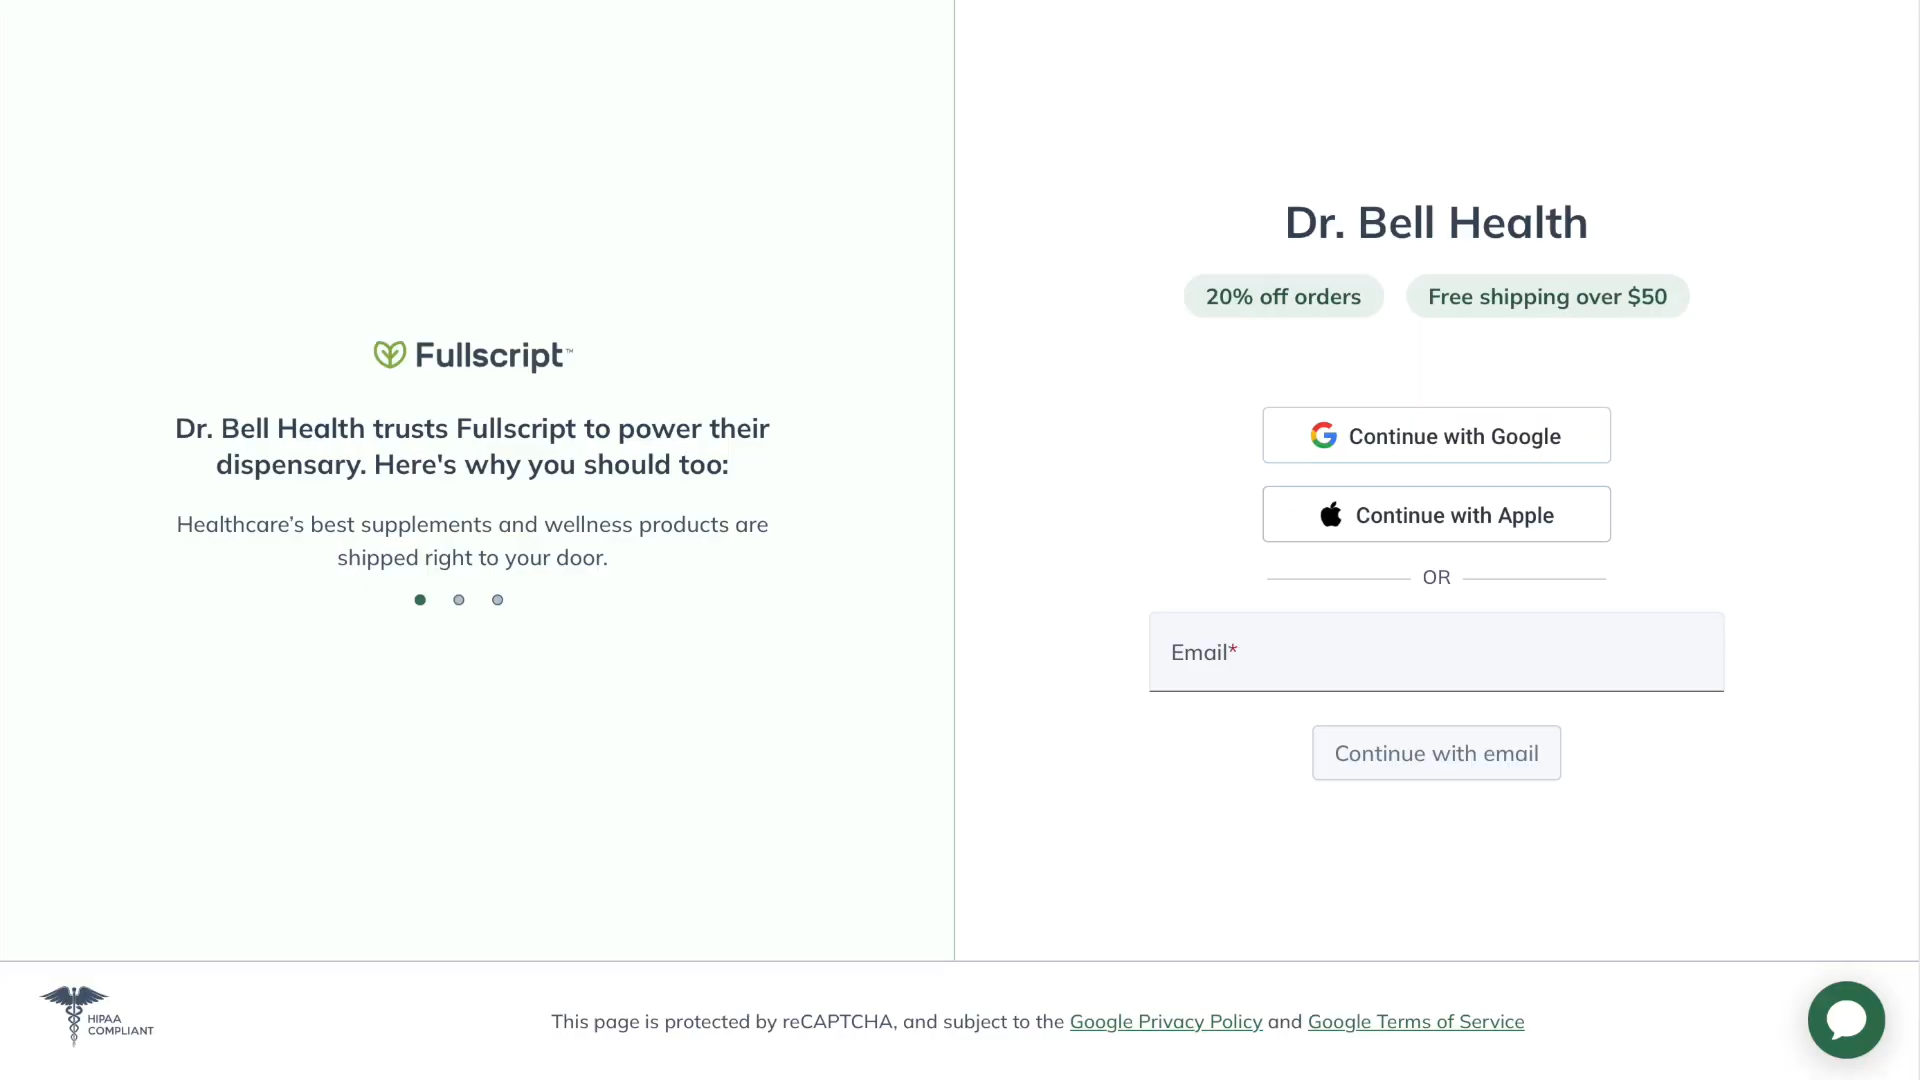 Fullscript™
Dr. Bell Health trusts Fullscript to power their
dispensary. Here's why you should too:
Healthcare’s best supplements and wellness products are
shipped right to your door.
Dr. Bell Health
20% off orders
Free shipping over $50
Continue with Google
Continue with Apple
OR
Email*
Continue with email
HIPAA
COMPLIANT
This page is protected by reCAPTCHA, and subject to the Google Privacy Policy and Google Terms of Service